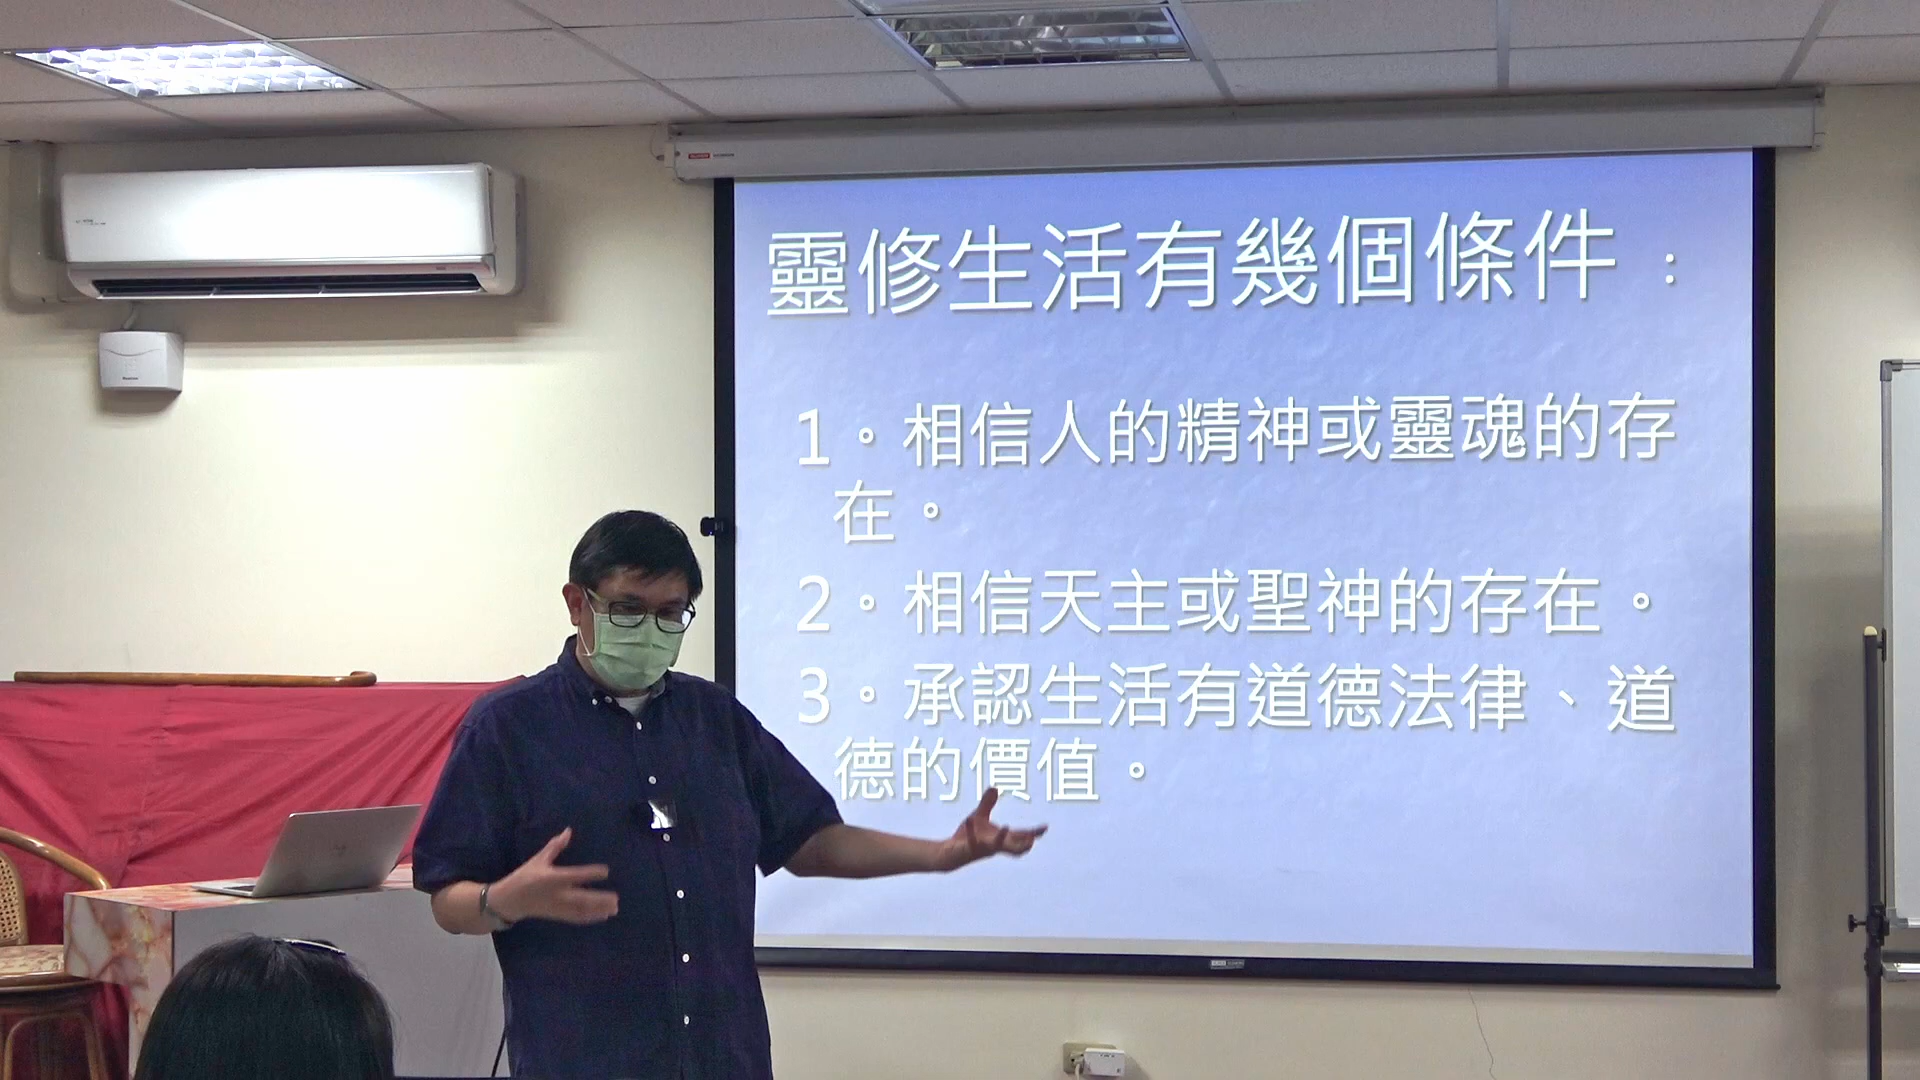 靈修生活有幾個條件：
1。相信人的精神或靈魂的存
在。
2。相信天主或聖神的存在。
3。承認生活有道德法律、道
德的價值。